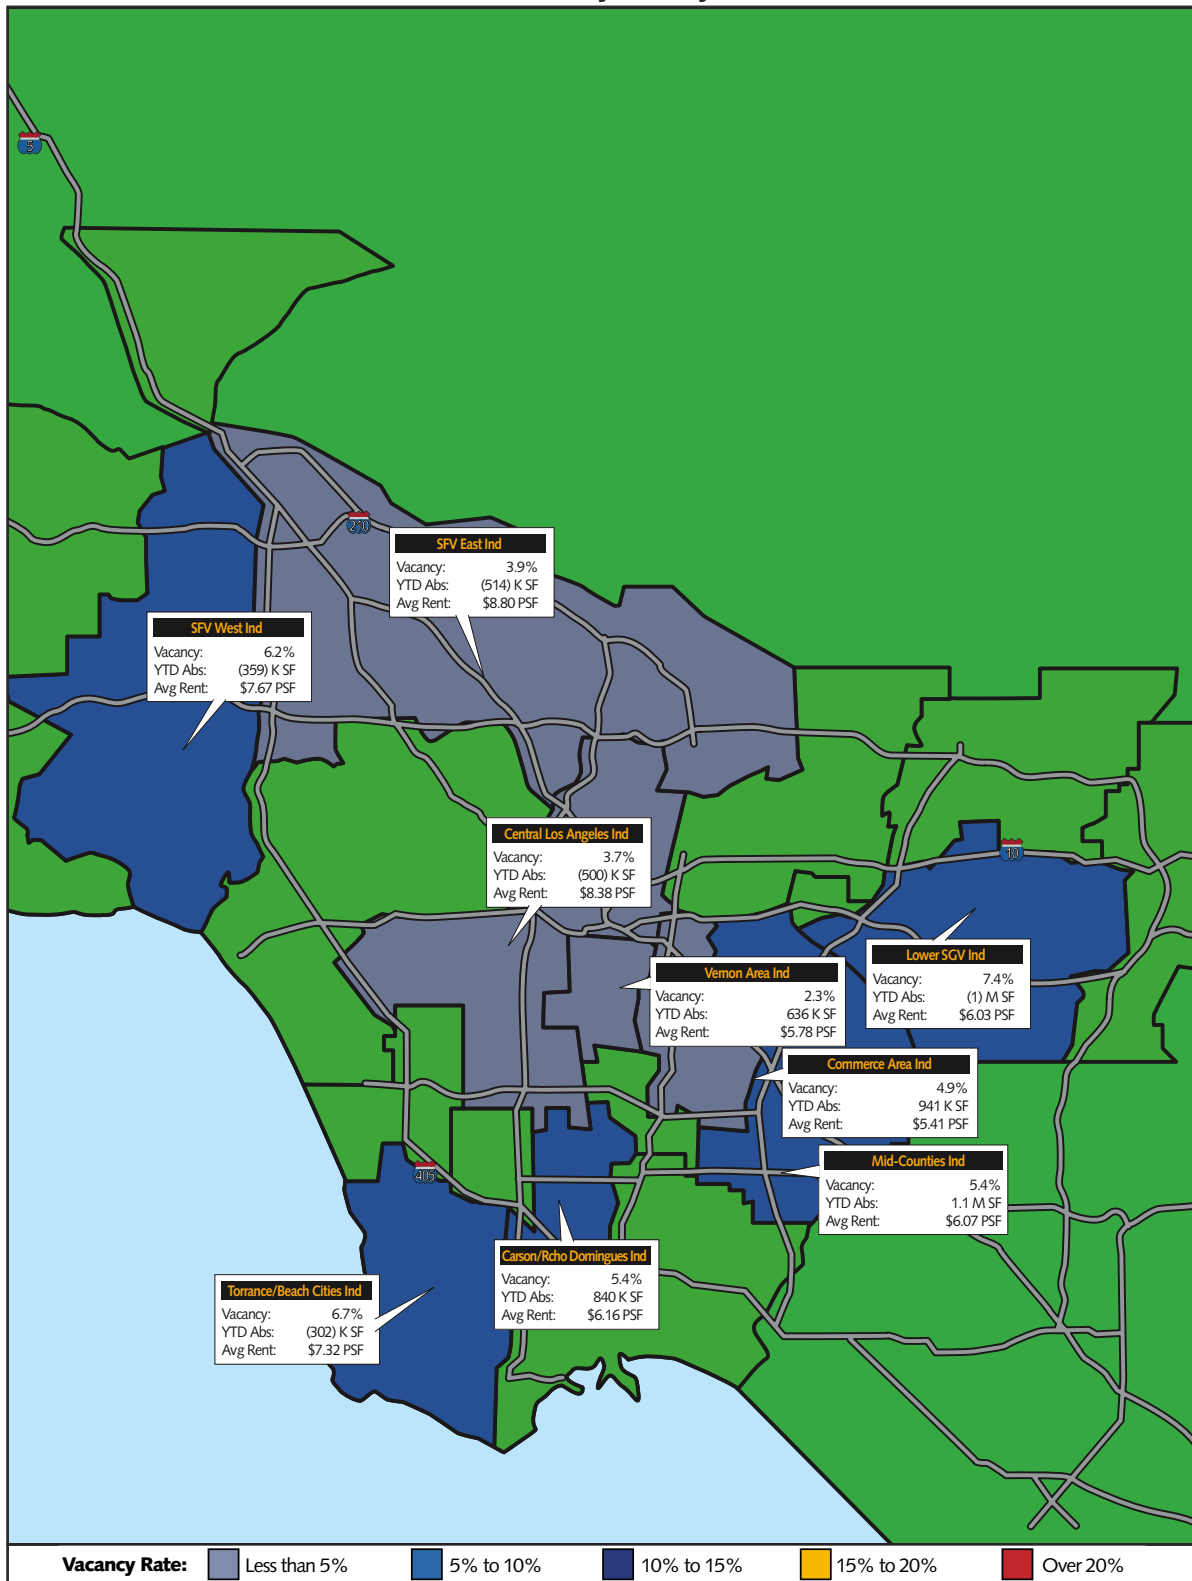 5
210
SFV East Ind
Vacancy: 3.9%
YTD Abs: (514) K SF
Avg Rent: $8.80 PSF
SFV West Ind
Vacancy: 6.2%
YTD Abs: (359) K SF
Avg Rent: $7.67 PSF
Central Los Angeles Ind
Vacancy: 3.7%
YTD Abs: (500) K SF
Avg Rent: $8.38 PSF
10
Lower SGV Ind
Vacancy: 7.4%
YTD Abs: (1) M SF
Avg Rent: $6.03 PSF
Vernon Area Ind
Vacancy: 2.3%
YTD Abs: 636 K SF
Avg Rent: $5.78 PSF
Commerce Area Ind
Vacancy: 4.9%
YTD Abs: 941 K SF
Avg Rent: $5.41 PSF
Mid-Counties Ind
Vacancy: 5.4%
YTD Abs: 1.1 M SF
Avg Rent: $6.07 PSF
405
Carson/Rcho Domingues Ind
Vacancy: 5.4%
YTD Abs: 840 K SF
Avg Rent: $6.16 PSF
Torrance/Beach Cities Ind
Vacancy: 6.7%
YTD Abs: (302) K SF
Avg Rent: $7.32 PSF
Vacancy Rate: Less than 5% 5% to 10% 10% to 15% 15% to 20% Over 20%